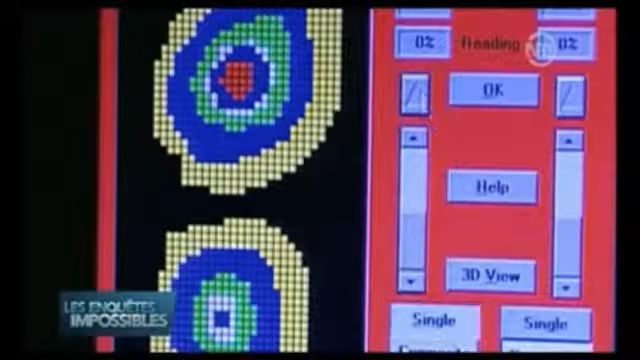 0%
Reading
0%
OK
Help
3D View
Single
Single
LES ENQUÊTES
IMPOSSIBLES